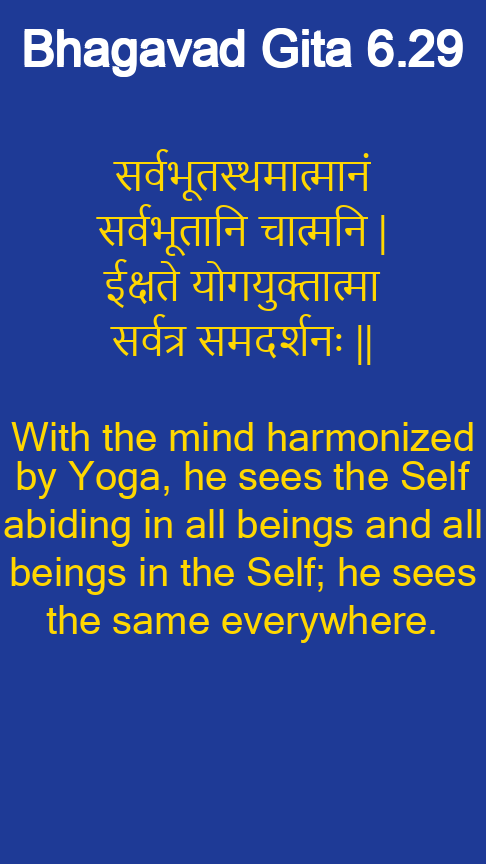 Bhagavad Gita 6.29
सर्वभूतस्थमात्मानं
सर्वभूतानि चात्मनि |
ईक्षते योगयुक्तात्मा
सर्वत्र समदर्शनः ||
With the mind harmonized
by Yoga, he sees the Self
abiding in all beings and all
beings in the Self; he sees
the same everywhere.